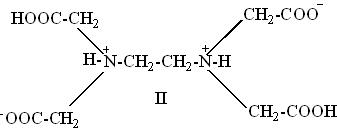 HOOC-CH₂ CH₂-COO⁻
H-N⁺-CH₂-CH₂-N⁺-H
II
⁻OOC-CH₂ CH₂-COOH